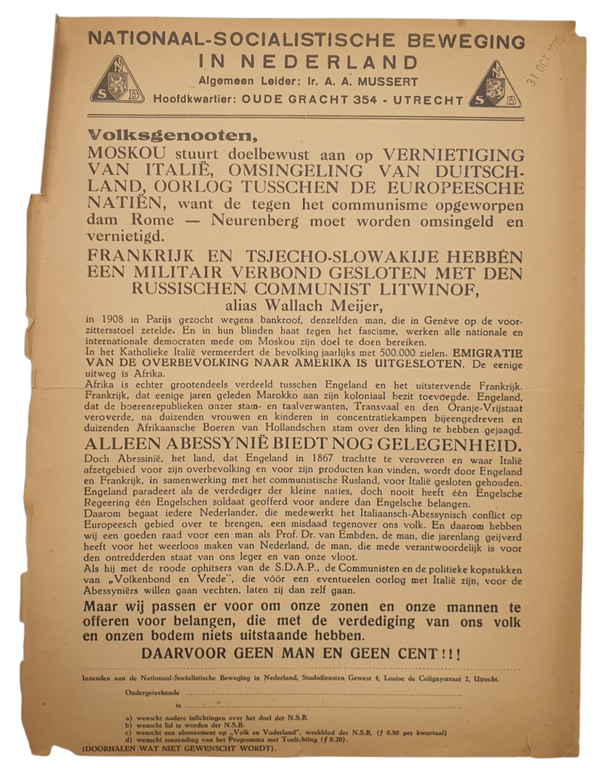 NATIONAAL-SOCIALISTISCHE BEWEGING
IN NEDERLAND
Algemeen Leider: Ir. A. A. MUSSERT
Hoofdkwartier: OUDE GRACHT 354 - UTRECHT
N
S B
N
S B
31 OCT. 1935
Volksgenooten,
MOSKOU stuurt doelbewust aan op VERNIETIGING
VAN ITALIË, OMSINGELING VAN DUITSCH-
LAND, OORLOG TUSSCHEN DE EUROPEESCHE
NATIËN, want de tegen het communisme opgeworpen
dam Rome — Neurenberg moet worden omsingeld en
vernietigd.
FRANKRIJK EN TSJECHO-SLOWAKIJE HEBBEN
EEN MILITAIR VERBOND GESLOTEN MET DEN
RUSSISCHEN COMMUNIST LITWINOF,
alias Wallach Meijer,
in 1908 in Parijs gezocht wegens bankroof, denzelfden man, die in Genève op de voor-
zittersstoel zetelde. En in hun blinden haat tegen het fascisme, werken alle nationale en
internationale democraten mede om Moskou zijn doel te doen bereiken.
In het Katholieke Italië vermeerdert de bevolking jaarlijks met 500.000 zielen. EMIGRATIE
VAN DE OVERBEVOLKING NAAR AMERIKA IS UITGESLOTEN. De eenige
uitweg is Afrika.
Afrika is echter grootendeels verdeeld tusschen Engeland en het uitstervende Frankrijk.
Frankrijk, dat eenige jaren geleden Marokko aan zijn koloniaal bezit toevoegde. Engeland,
dat de boerenrepublieken onzer stam- en taalverwanten, Transvaal en den Oranje-Vrijstaat
veroverde, na duizenden vrouwen en kinderen in concentratiekampen bijeengedreven en
duizenden Afrikaansche Boeren van Hollandschen stam over den kling te hebben gejaagd.
ALLEEN ABESSYNIË BIEDT NOG GELEGENHEID.
Doch Abessinië, het land, dat Engeland in 1867 trachtte te veroveren en waar Italië
afzetgebied voor zijn overbevolking en voor zijn producten kan vinden, wordt door Engeland
en Frankrijk, in samenwerking met het communistische Rusland, voor Italië gesloten gehouden.
Engeland paradeert als de verdediger der kleine naties, doch nooit heeft één Engelsche
Regeering één Engelschen soldaat geofferd voor andere dan Engelsche belangen.
Daarom begaat iedere Nederlander, die medewerkt het Italiaansch-Abessynisch conflict op
Europeesch gebied over te brengen, een misdaad tegenover ons volk. En daarom hebben
wij een goeden raad voor een man als Prof. Dr. van Embden, de man, die jarenlang geijverd
heeft voor het weerloos maken van Nederland, de man, die mede verantwoordelijk is voor
den ontredderden staat van ons leger en van onze vloot.
Als hij met de roode ophitsers van de S.D.A.P., de Communisten en de politieke kopstukken
van „Volkenbond en Vrede", die vóór een eventueelen oorlog met Italië zijn, voor de
Abessyniërs willen gaan vechten, laten zij dan zelf gaan.
Maar wij passen er voor om onze zonen en onze mannen te
offeren voor belangen, die met de verdediging van ons volk
en onzen bodem niets uitstaande hebben.
DAARVOOR GEEN MAN EN GEEN CENT!!!
Inzenden aan de Nationaal-Socialistische Beweging in Nederland, Stadsdiensten Gewest 4, Louise de Colignystraat 2, Utrecht.
Ondergeteekende
te
a) wenscht nadere inlichtingen over het doel der N.S.B.
b) wenscht lid te worden der N.S.B.
c) wenscht een abonnement op „Volk en Vaderland", weekblad der N.S.B. (ƒ 0.80 per kwartaal)
d) wenscht toezending van het Programma met Toelichting (ƒ 0.20).
(DOORHALEN WAT NIET GEWENSCHT WORDT).